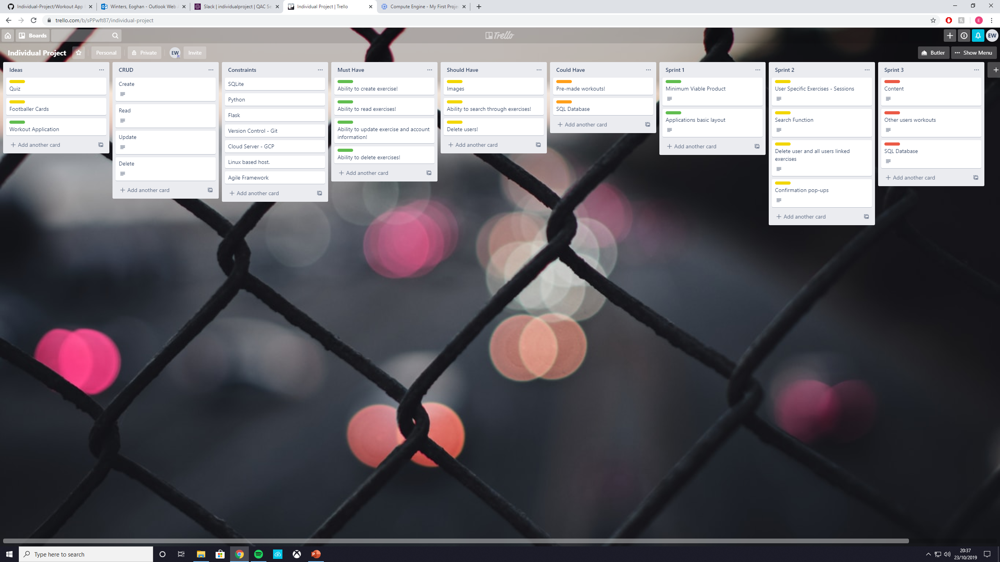 Individual-Project/Workout App
Winters, Eoghan - Outlook Web
Slack | individualproject | QAC Se
Individual Project | Trello
Compute Engine - My First Proje
trello.com/b/sPPwft87/individual-project
E
Boards
Trello
EW
Individual Project
Personal
Private
EW
Invite
Butler
Show Menu
Ideas
Quiz
Footballer Cards
Workout Application
Add another card
CRUD
Create
Read
Update
Delete
Add another card
Constraints
SQLite
Python
Flask
Version Control - Git
Cloud Server - GCP
Linux based host.
Agile Framework
Add another card
Must Have
Ability to create exercise!
Ability to read exercises!
Ability to update exercise and account
information!
Ability to delete exercises!
Add another card
Should Have
Images
Ability to search through exercises!
Delete users!
Add another card
Could Have
Pre-made workouts!
SQL Database
Add another card
Sprint 1
Minimum Viable Product
Applications basic layout
Add another card
Sprint 2
User Specific Exercises - Sessions
Search Function
Delete user and all users linked
exercises
Confirmation pop-ups
Add another card
Sprint 3
Content
Other users workouts
SQL Database
Add another card
Type here to search
20:37
23/10/2019